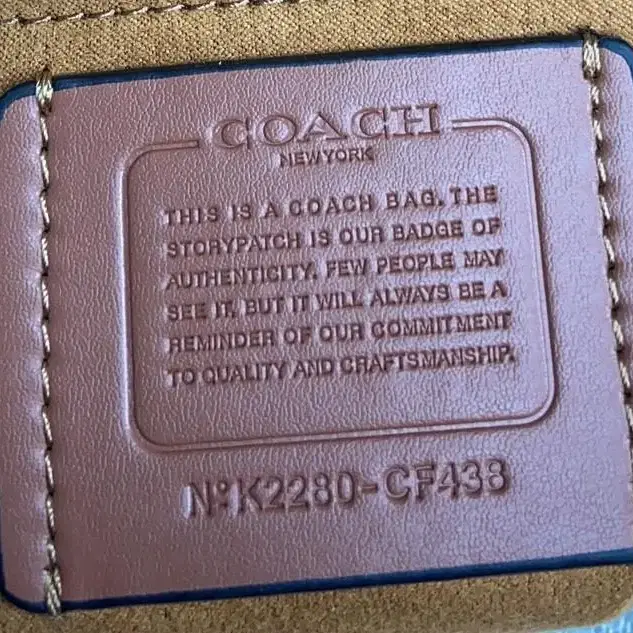 COACH
NEW YORK
THIS IS A COACH BAG. THE
STORYPATCH IS OUR BADGE OF
AUTHENTICITY. FEW PEOPLE MAY
SEE IT, BUT IT WILL ALWAYS BE A
REMINDER OF OUR COMMITMENT
TO QUALITY AND CRAFTSMANSHIP.
Nº K2280-CF438